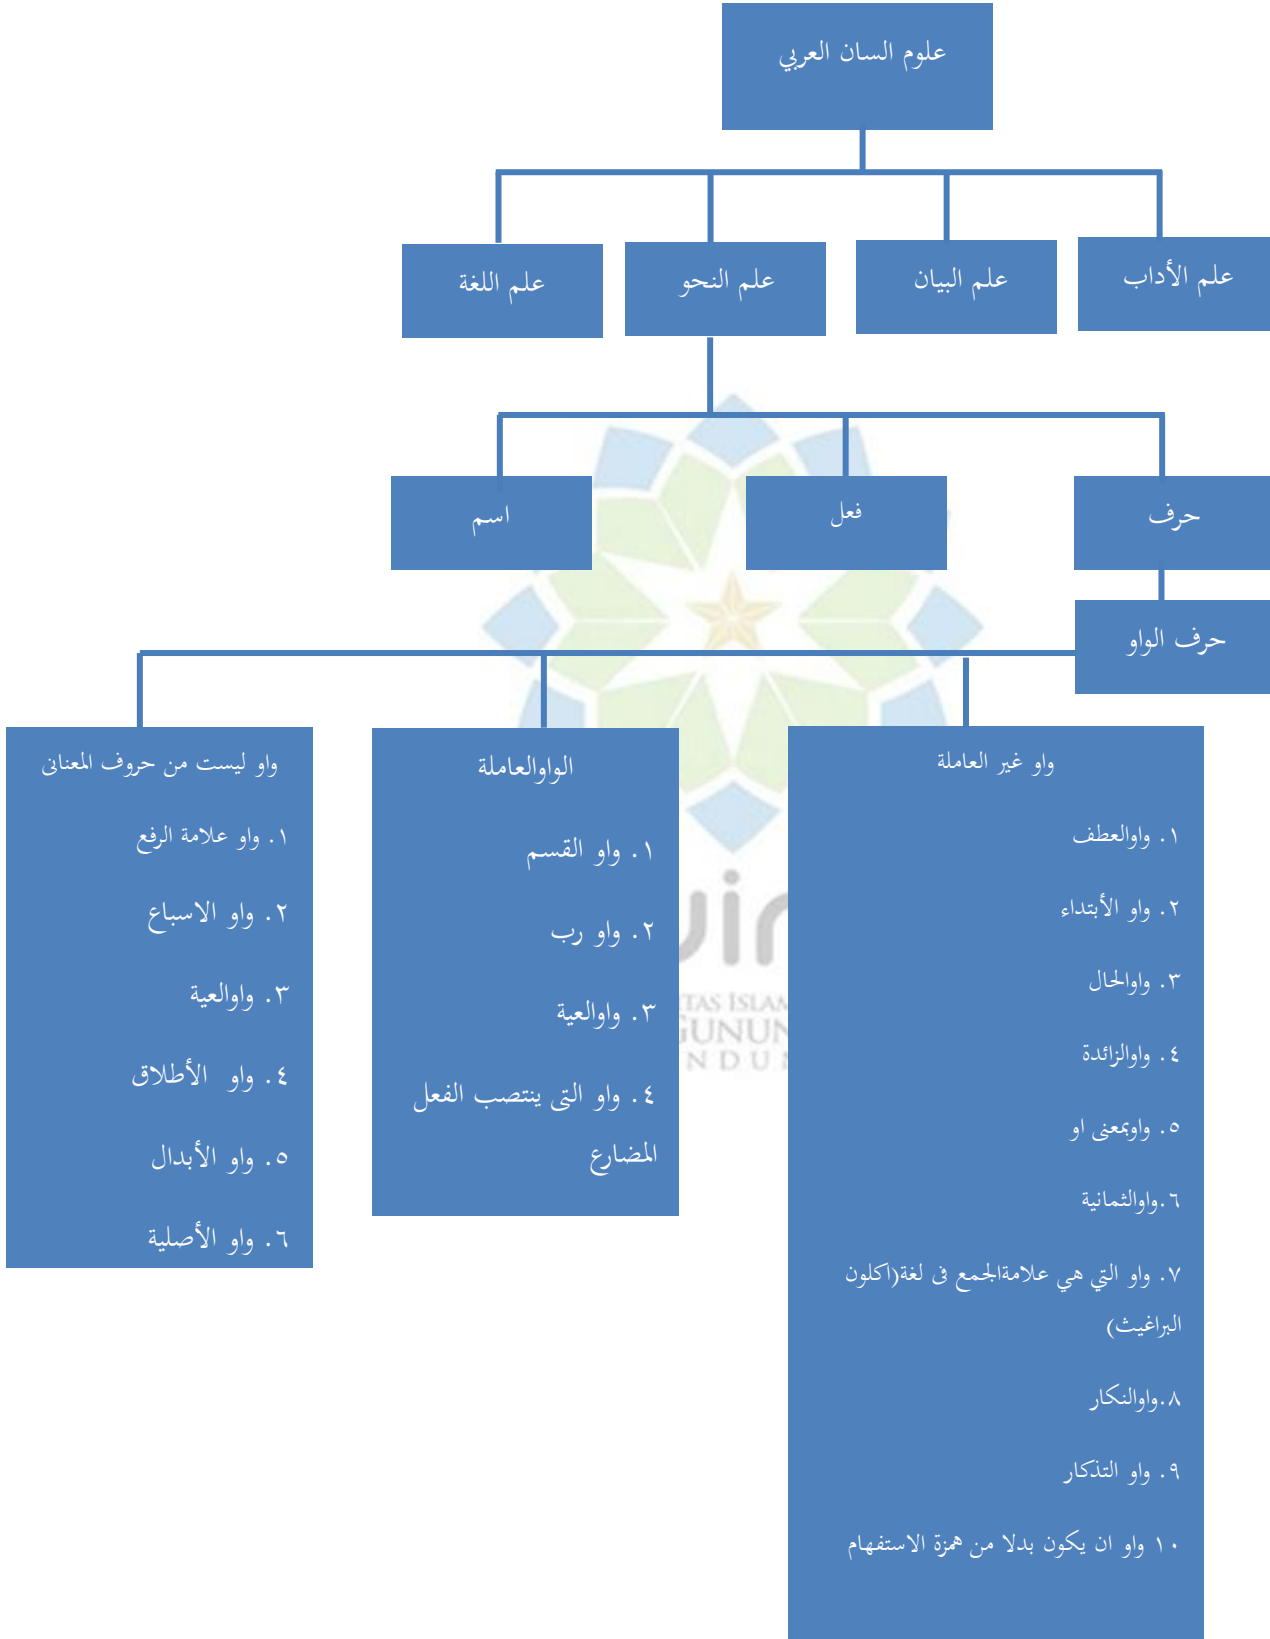 علوم السان العربي
علم الأداب
علم البيان
علم النحو
علم اللغة
حرف
فعل
اسم
حرف الواو
واو غير العاملة
١. واوالعطف
٢. واو الأبتداء
٣. واوالحال
٤. واوالزائدة
٥. واوبمعنى او
٦.واوالثمانية
٧. واو التي هي علامةالجمع فى لغة(اكلون
البراغيث)
٨.واوالنكار
٩. واو التذكار
١٠ واو ان يكون بدلا من همزة الاستفهام
الواوالعاملة
١. واو القسم
٢. واو رب
٣. واوالعية
٤. واو التى ينتصب الفعل
المضارع
واو ليست من حروف المعنانى
١. واو علامة الرفع
٢. واو الاسباع
٣. واوالعية
٤. واو الأطلاق
٥. واو الأبدال
٦. واو الأصلية